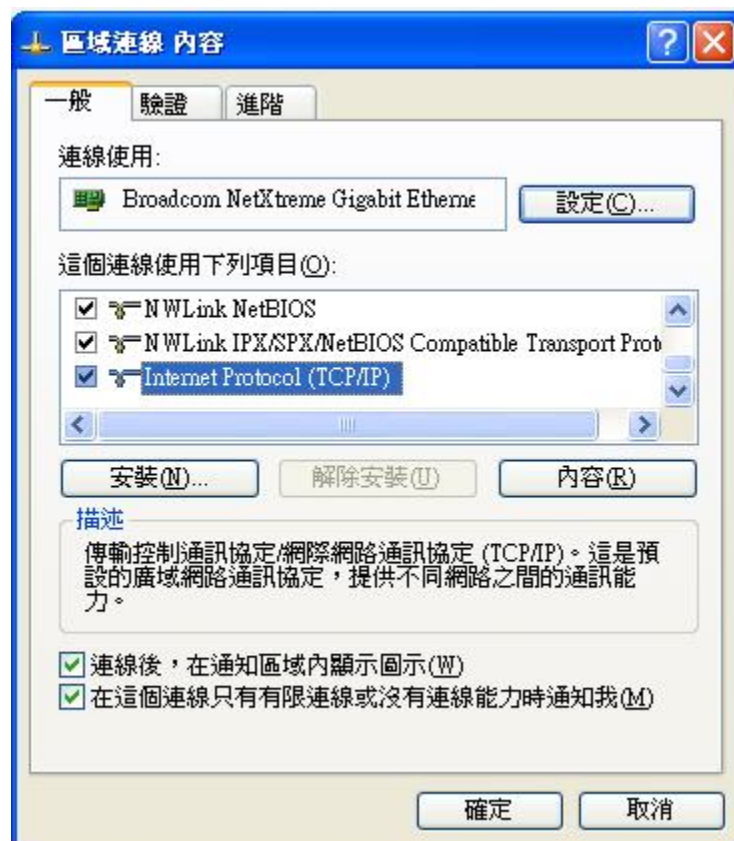 區域連線 內容
一般 驗證 進階
連線使用:
Broadcom NetXtreme Gigabit Etherne
設定(C)...
這個連線使用下列項目(O):
NWLink NetBIOS
NWLink IPX/SPX/NetBIOS Compatible Transport Prot
Internet Protocol (TCP/IP)
安裝(N)... 解除安裝(U) 內容(R)
描述
傳輸控制通訊協定/網際網路通訊協定 (TCP/IP)。這是預
設的廣域網路通訊協定，提供不同網路之間的通訊能
力。
連線後，在通知區域內顯示圖示(W)
在這個連線只有有限連線或沒有連線能力時通知我(M)
確定 取消